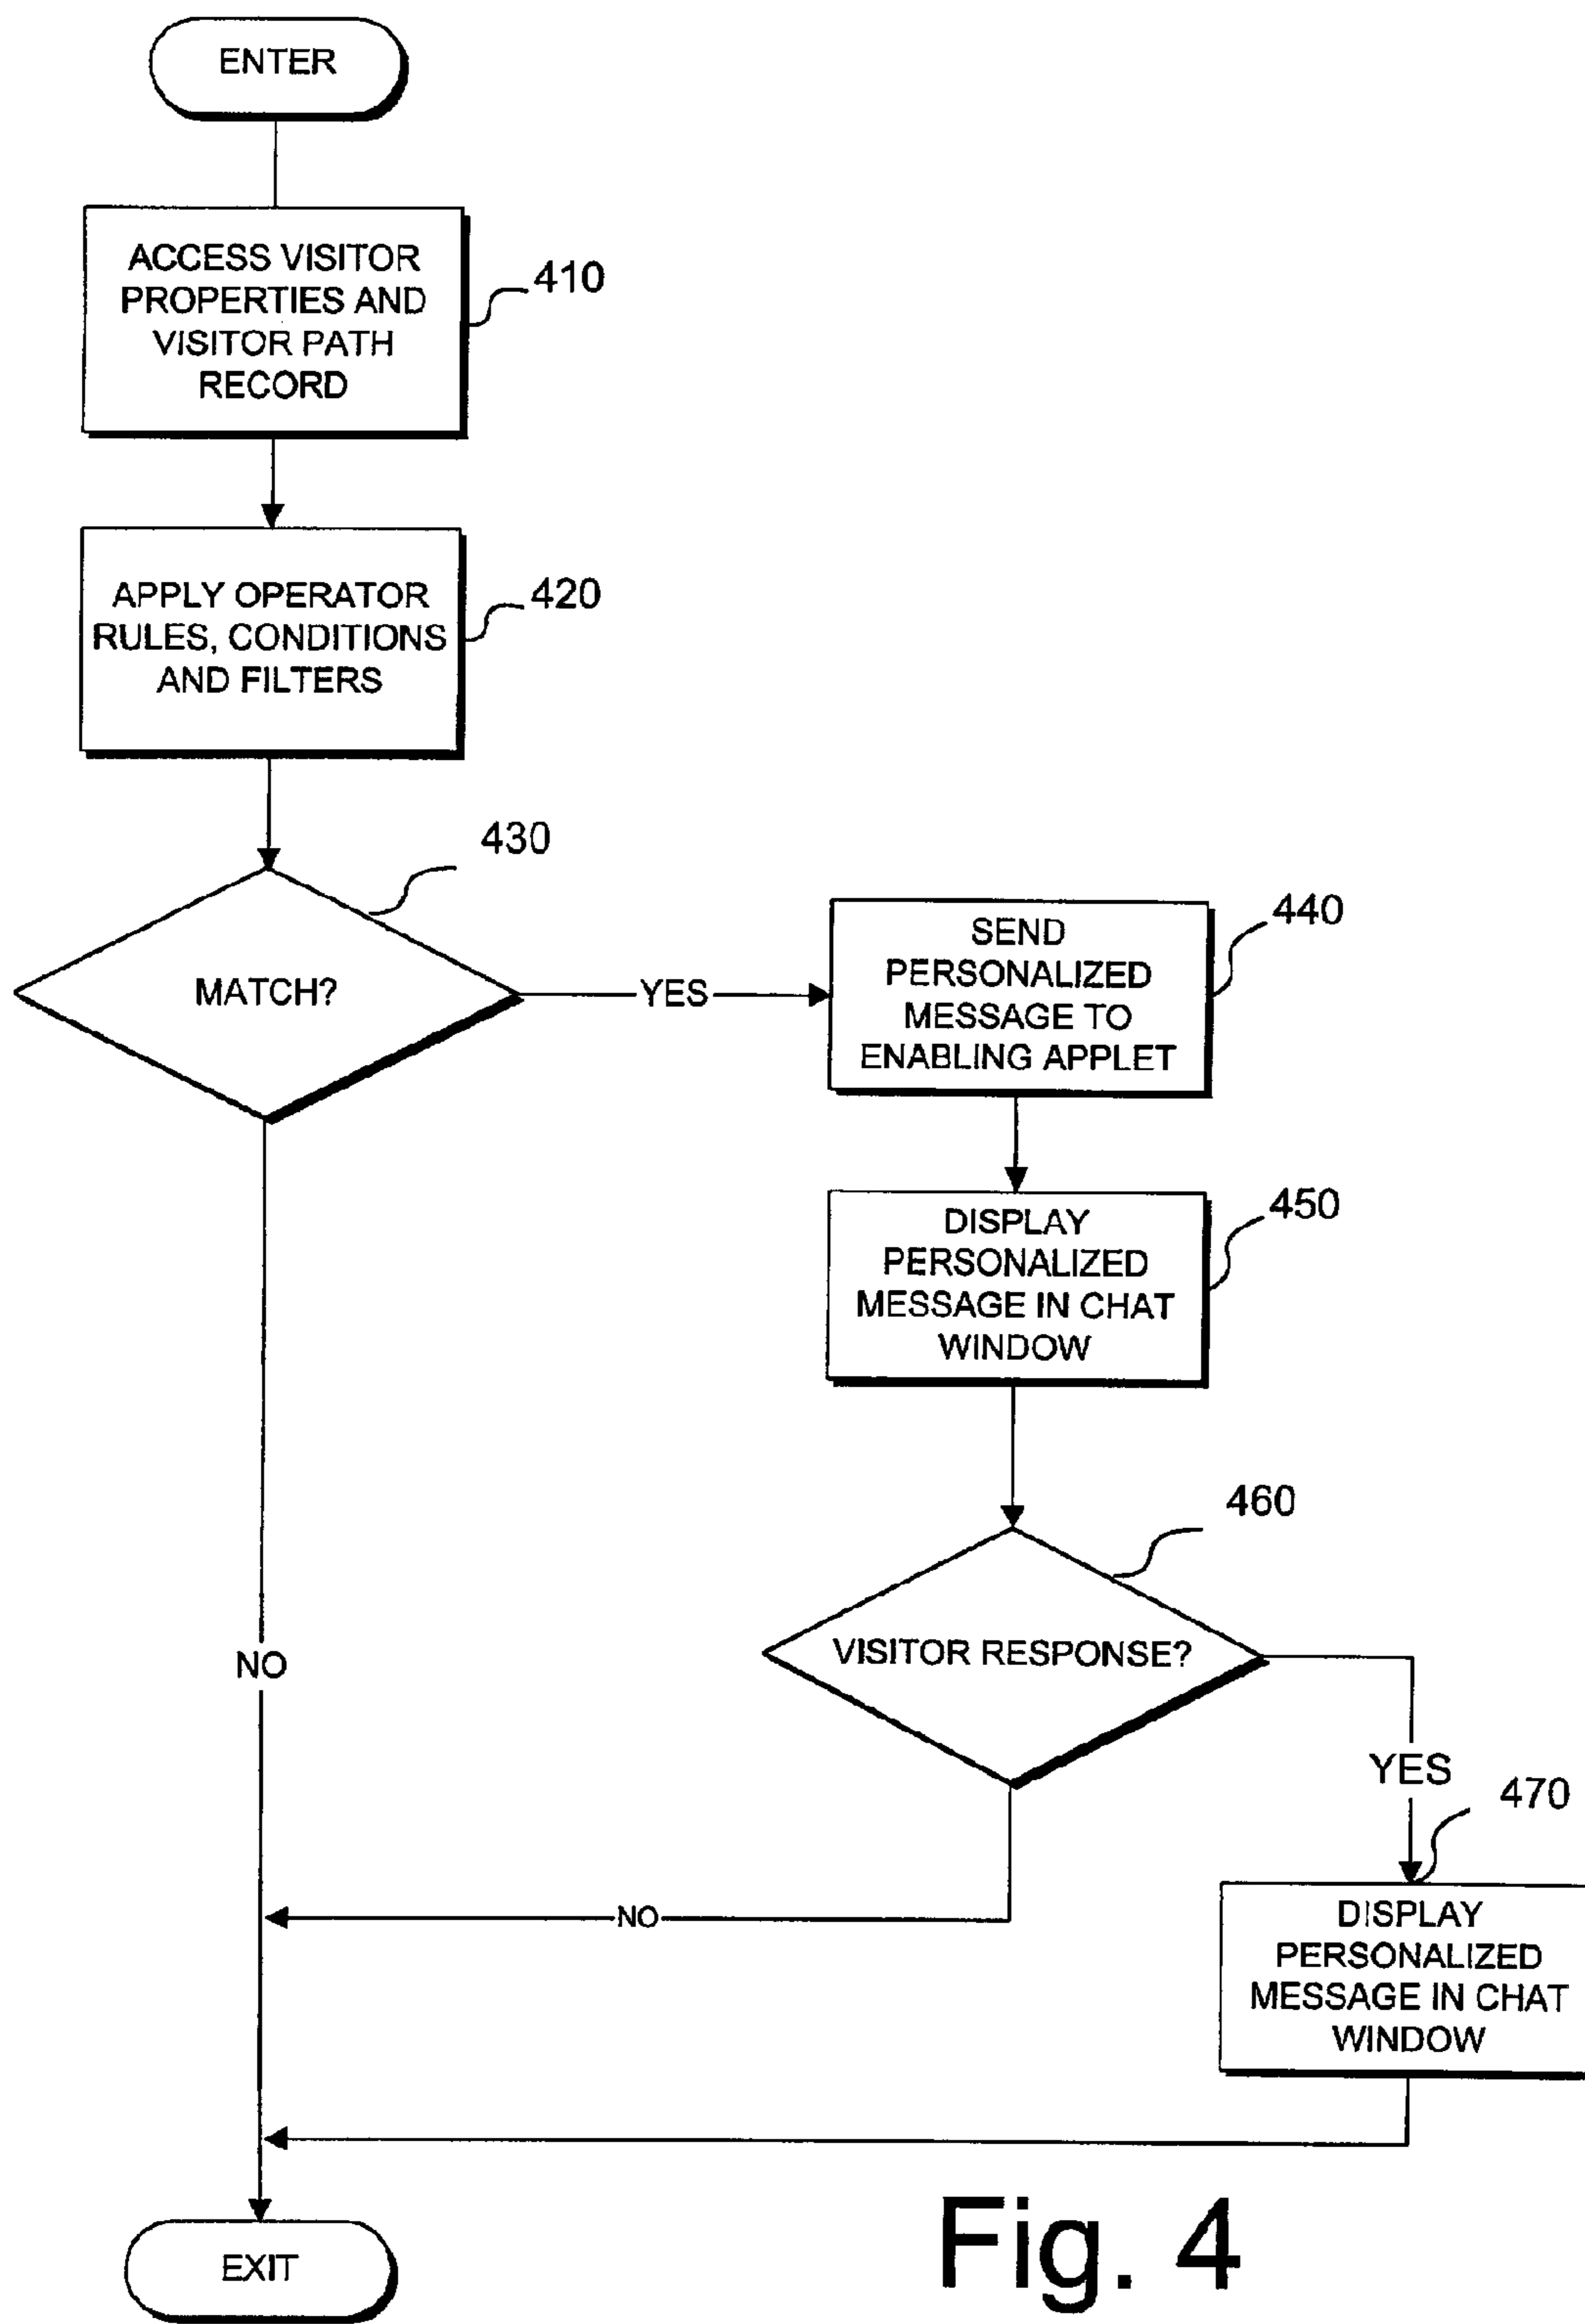 ENTER
ACCESS VISITOR
PROPERTIES AND
VISITOR PATH
RECORD
410
APPLY OPERATOR
RULES, CONDITIONS
AND FILTERS
420
430
MATCH?
YES
SEND
PERSONALIZED
MESSAGE TO
ENABLING APPLET
440
DISPLAY
PERSONALIZED
MESSAGE IN CHAT
WINDOW
450
460
VISITOR RESPONSE?
NO
YES
470
NO
DISPLAY
PERSONALIZED
MESSAGE IN CHAT
WINDOW
EXIT
Fig. 4